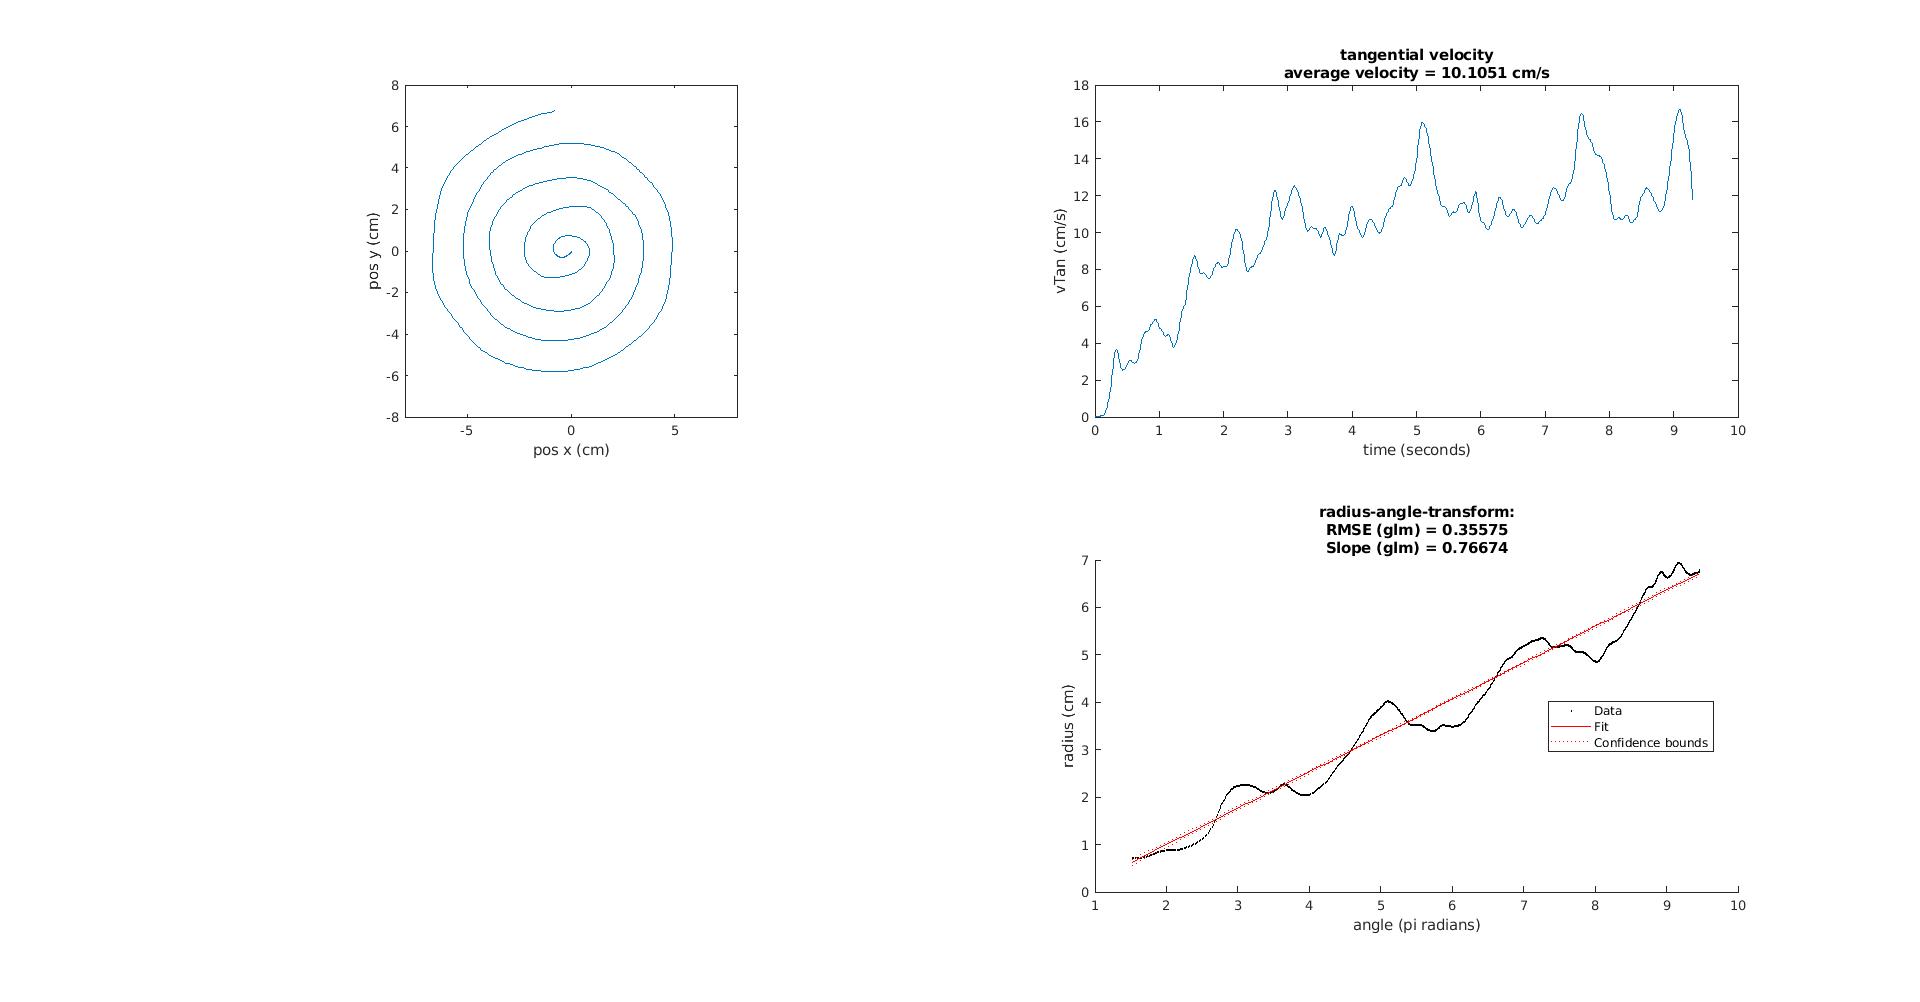 8
6
4
2
0
-2
-4
-6
-8
pos y (cm)
-5 0 5
pos x (cm)
tangential velocity
average velocity = 10.1051 cm/s
18
16
14
12
10
8
6
4
2
0
vTan (cm/s)
0 1 2 3 4 5 6 7 8 9 10
time (seconds)
radius-angle-transform:
RMSE (glm) = 0.35575
Slope (glm) = 0.76674
7
6
5
4
3
2
1
0
radius (cm)
Data
Fit
Confidence bounds
1 2 3 4 5 6 7 8 9 10
angle (pi radians)